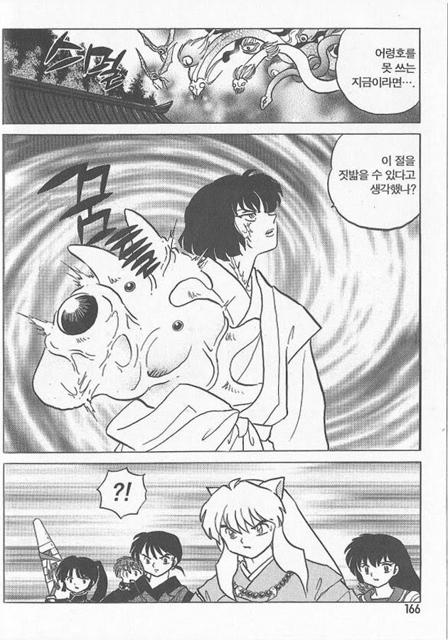 스펄
어령호를
못 쓰는
지금이라면….
이 절을
짓밟을 수 있다고
생각했나?
꿈틀
?!
166